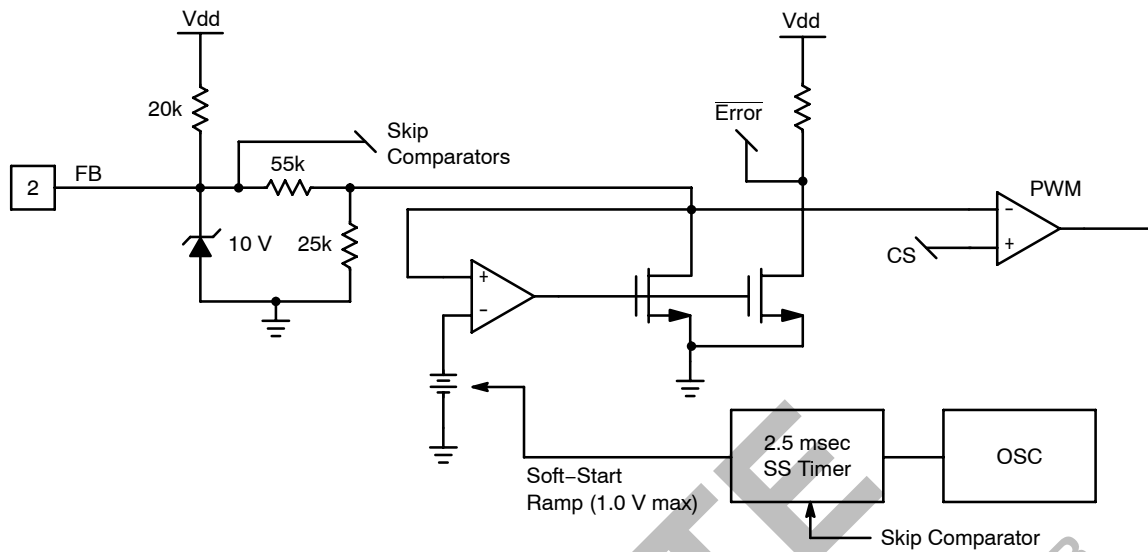 Vdd
Vdd
20k
Error
Skip
Comparators
55k
2
FB
PWM
10 V
25k
+
−
−
+
CS
2.5 msec
SS Timer
OSC
Soft−Start
Ramp (1.0 V max)
Skip Comparator